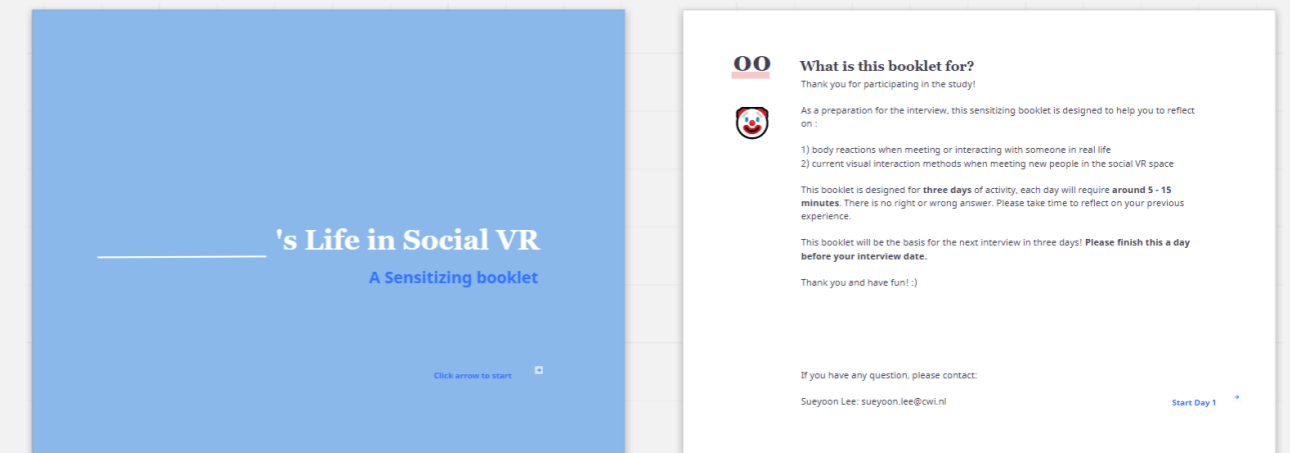 's Life in Social VR
A Sensitizing booklet
Click arrow to start
00
What is this booklet for?
Thank you for participating in the study!
As a preparation for the interview, this sensitizing booklet is designed to help you to reflect
on :
1) body reactions when meeting or interacting with someone in real life
2) current visual interaction methods when meeting new people in the social VR space
This booklet is designed for three days of activity, each day will require around 5 - 15
minutes. There is no right or wrong answer. Please take time to reflect on your previous
experience.
This booklet will be the basis for the next interview in three days! Please finish this a day
before your interview date.
Thank you and have fun! :)
If you have any question, please contact:
Sueyoon Lee: sueyoon.lee@cwi.nl
Start Day 1